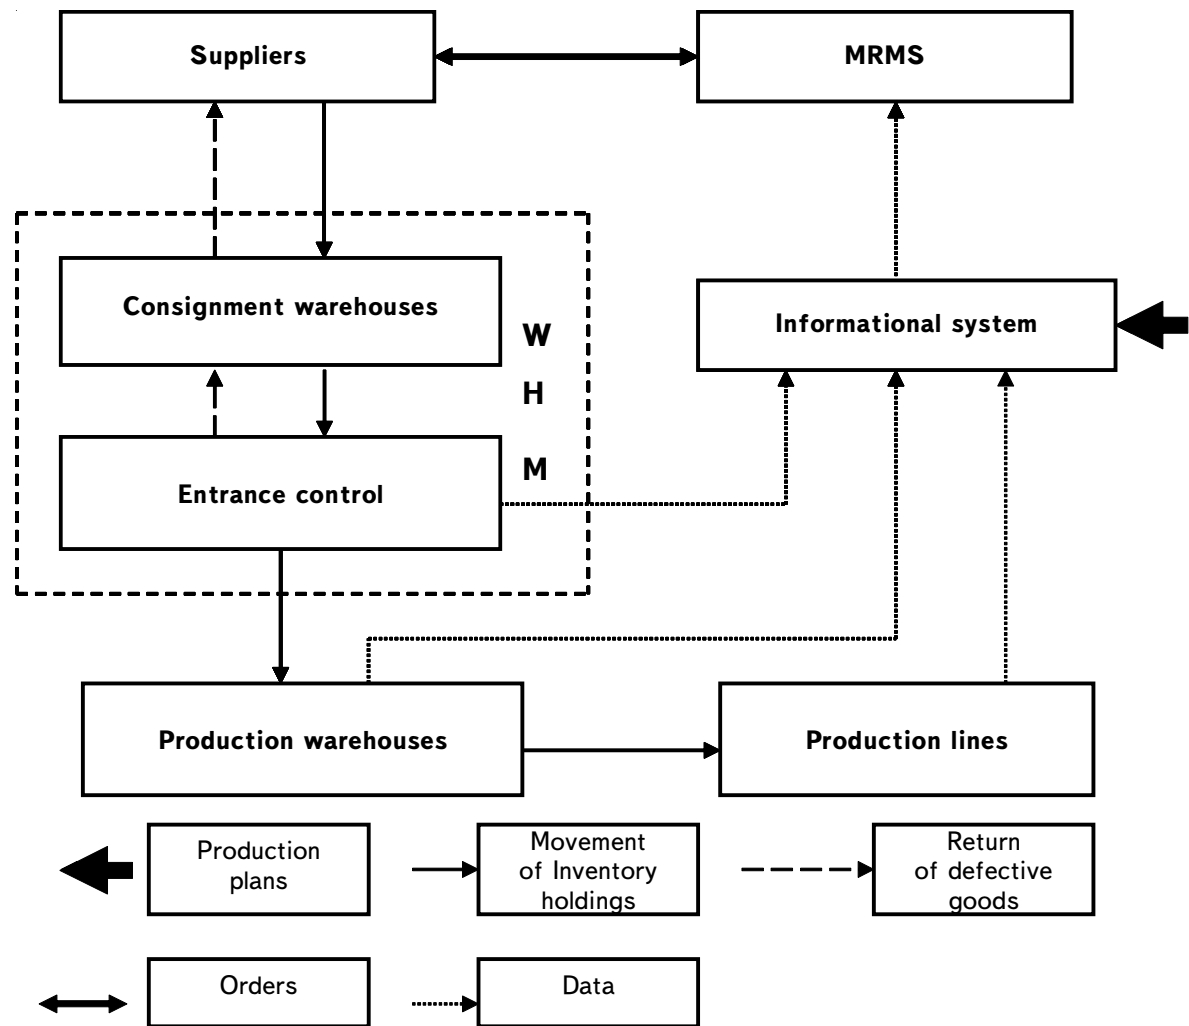 Suppliers
MRMS
Consignment warehouses
W
H
M
Informational system
Entrance control
Production warehouses
Production lines
Production
plans
Movement
of Inventory
holdings
Return
of defective
goods
Orders
Data